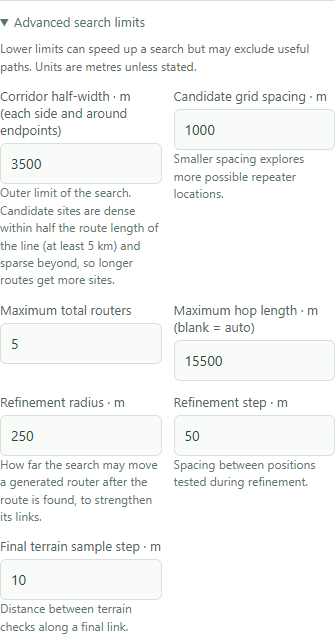 ▼ Advanced search limits
Lower limits can speed up a search but may exclude useful
paths. Units are metres unless stated.
Corridor half-width · m
(each side and around
endpoints)
3500
Outer limit of the search.
Candidate sites are dense
within half the route length of
the line (at least 5 km) and
sparse beyond, so longer
routes get more sites.
Candidate grid spacing · m
1000
Smaller spacing explores
more possible repeater
locations.
Maximum total routers
5
Maximum hop length · m
(blank = auto)
15500
Refinement radius · m
250
How far the search may move
a generated router after the
route is found, to strengthen
its links.
Refinement step · m
50
Spacing between positions
tested during refinement.
Final terrain sample step · m
10
Distance between terrain
checks along a final link.